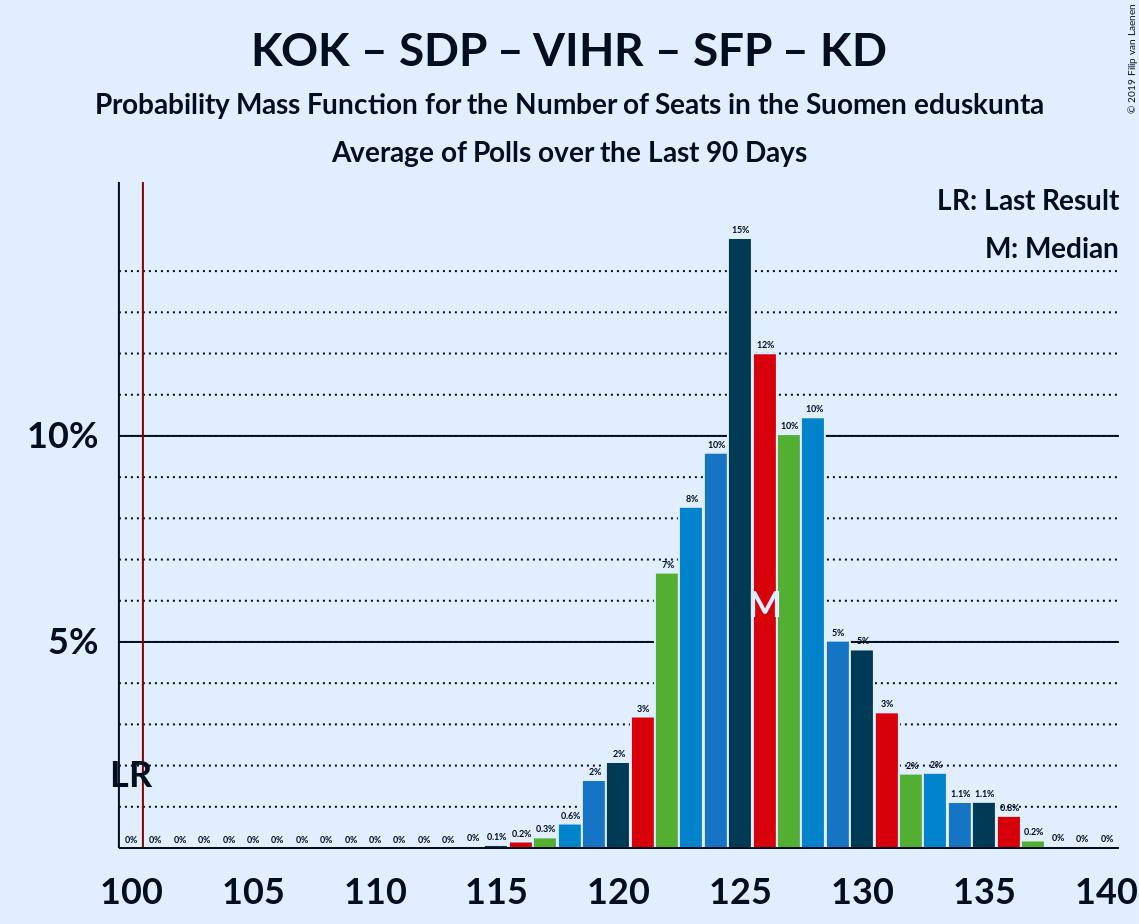 KOK – SDP – VIHR – SFP – KD
Probability Mass Function for the Number of Seats in the Suomen eduskunta
Average of Polls over the Last 90 Days
© 2019 Filip van Laenen
LR: Last Result
M: Median
10%
5%
LR
M
0% 0% 0% 0% 0% 0% 0% 0% 0% 0% 0% 0% 0% 0% 0% 0.1% 0.2% 0.3% 0.6% 2% 2% 3% 7% 8% 10% 15% 12% 10% 10% 5% 5% 3% 2% 2% 1.1% 1.1% 0.8% 0.2% 0% 0% 0%
100 105 110 115 120 125 130 135 140